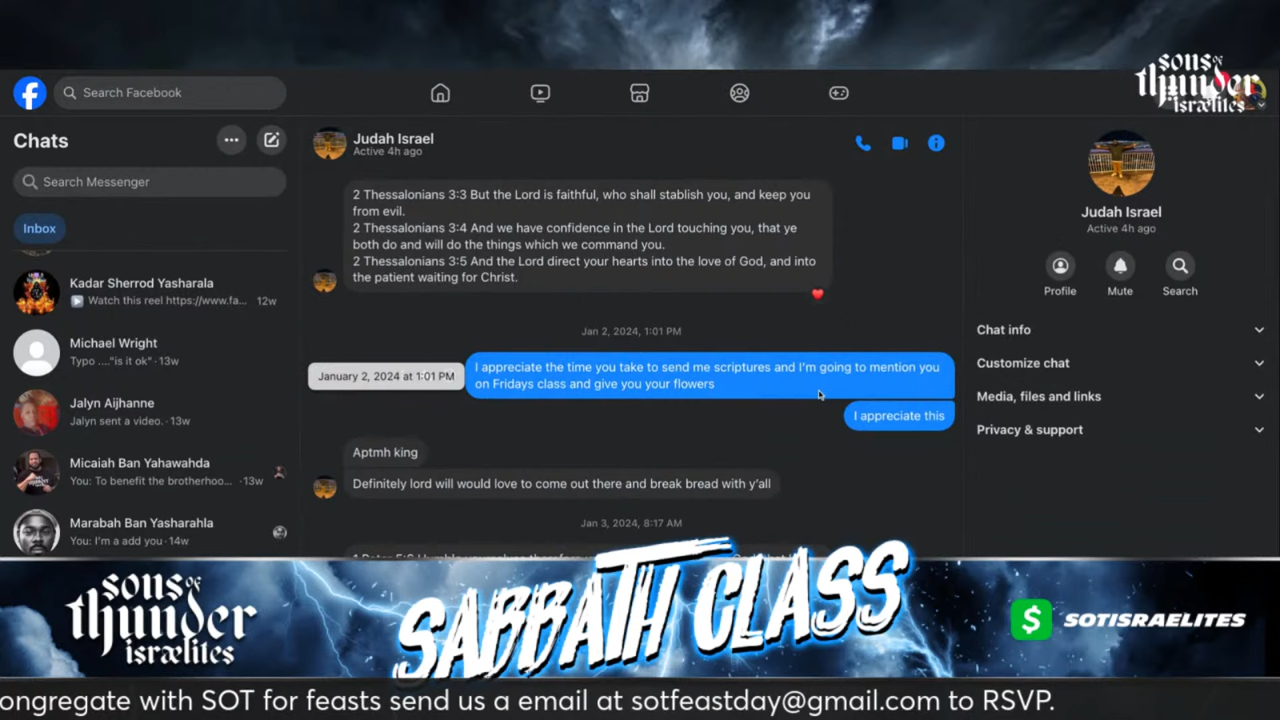 Search Facebook
sons of
thunder
israelites
Chats
Search Messenger
Inbox
Kadar Sherrod Yasharala
Watch this reel https://www.fa... 12w
Michael Wright
Typo ...."is it ok" · 13w
Jalyn Aijhanne
Jalyn sent a video. · 13w
Micaiah Ban Yahawahda
You: To benefit the brotherhoo... · 13w
Marabah Ban Yasharahla
You: I'm a add you · 14w
Judah Israel
Active 4h ago
2 Thessalonians 3:3 But the Lord is faithful, who shall stablish you, and keep you
from evil.
2 Thessalonians 3:4 And we have confidence in the Lord touching you, that ye
both do and will do the things which we command you.
2 Thessalonians 3:5 And the Lord direct your hearts into the love of God, and into
the patient waiting for Christ.
Jan 2, 2024, 1:01 PM
January 2, 2024 at 1:01 PM
I appreciate the time you take to send me scriptures and I'm going to mention you
on Fridays class and give you your flowers
I appreciate this
Aptmh king
Definitely lord will would love to come out there and break bread with y'all
Jan 3, 2024, 8:17 AM
Judah Israel
Active 4h ago
Profile Mute Search
Chat info
Customize chat
Media, files and links
Privacy & support
sons of
thunder
israelites
SABBATH CLASS
$ SOTISRAELITES
ongregate with SOT for feasts send us a email at sotfeastday@gmail.com to RSVP.